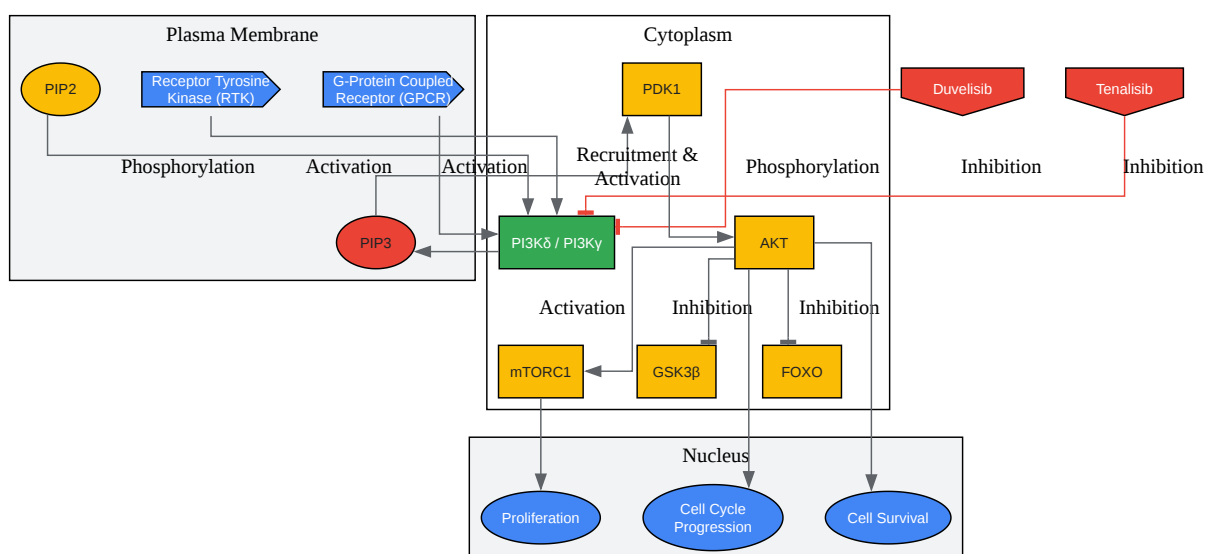 Plasma Membrane
Cytoplasm
PIP2
Receptor Tyrosine
Kinase (RTK)
G-Protein Coupled
Receptor (GPCR)
PDK1
Duvelisib
Tenalisib
Phosphorylation
Activation
Activation
Recruitment &
Activation
Phosphorylation
Inhibition
Inhibition
PIP3
PI3Kδ / PI3Kγ
AKT
Activation
Inhibition
Inhibition
mTORC1
GSK3β
FOXO
Nucleus
Proliferation
Cell Cycle
Progression
Cell Survival